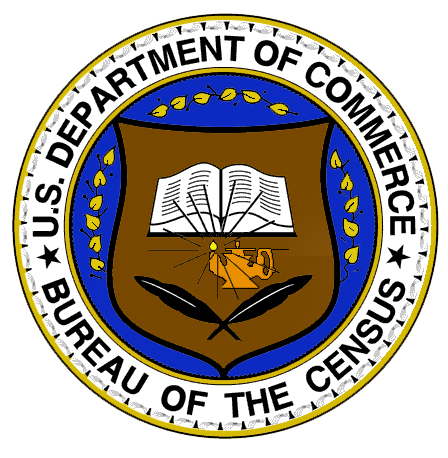 U.S. DEPARTMENT OF COMMERCE
BUREAU OF THE CENSUS